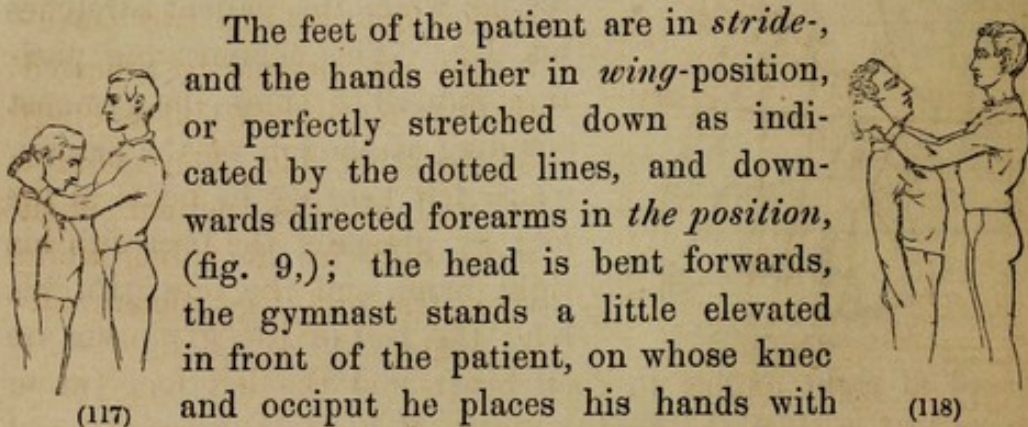 The feet of the patient are in stride-,
and the hands either in wing-position,
or perfectly stretched down as indi-
cated by the dotted lines, and down-
wards directed forearms in the position,
(fig. 9,); the head is bent forwards,
the gymnast stands a little elevated
in front of the patient, on whose knee
and occiput he places his hands with
(117)
(118)